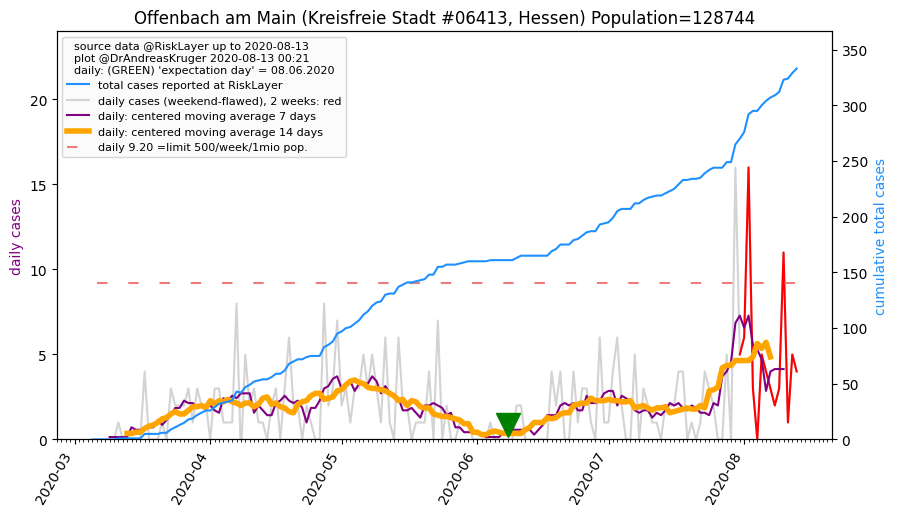 Offenbach am Main (Kreisfreie Stadt #06413, Hessen) Population=128744
source data @RiskLayer up to 2020-08-13
plot @DrAndreasKruger 2020-08-13 00:21
daily: (GREEN) 'expectation day' = 08.06.2020
total cases reported at RiskLayer
daily cases (weekend-flawed), 2 weeks: red
daily: centered moving average 7 days
daily: centered moving average 14 days
daily 9.20 =limit 500/week/1mio pop.
daily cases
20
15
10
5
0
cumulative total cases
350
300
250
200
150
100
50
0
2020-03
2020-04
2020-05
2020-06
2020-07
2020-08